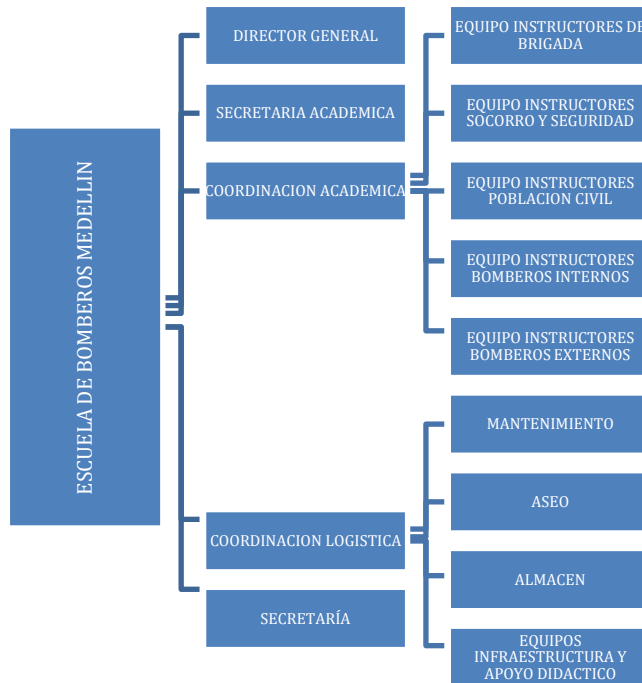 ESCUELA DE BOMBEROS MEDELLIN
DIRECTOR GENERAL
SECRETARIA ACADEMICA
COORDINACION ACADEMICA
EQUIPO INSTRUCTORES DE
BRIGADA
EQUIPO INSTRUCTORES
SOCORRO Y SEGURIDAD
EQUIPO INSTRUCTORES
POBLACION CIVIL
EQUIPO INSTRUCTORES
BOMBEROS INTERNOS
EQUIPO INSTRUCTORES
BOMBEROS EXTERNOS
COORDINACION LOGISTICA
MANTENIMIENTO
ASEO
ALMACEN
EQUIPOS
INFRAESTRUCTURA Y
APOYO DIDACTICO
SECRETARÍA